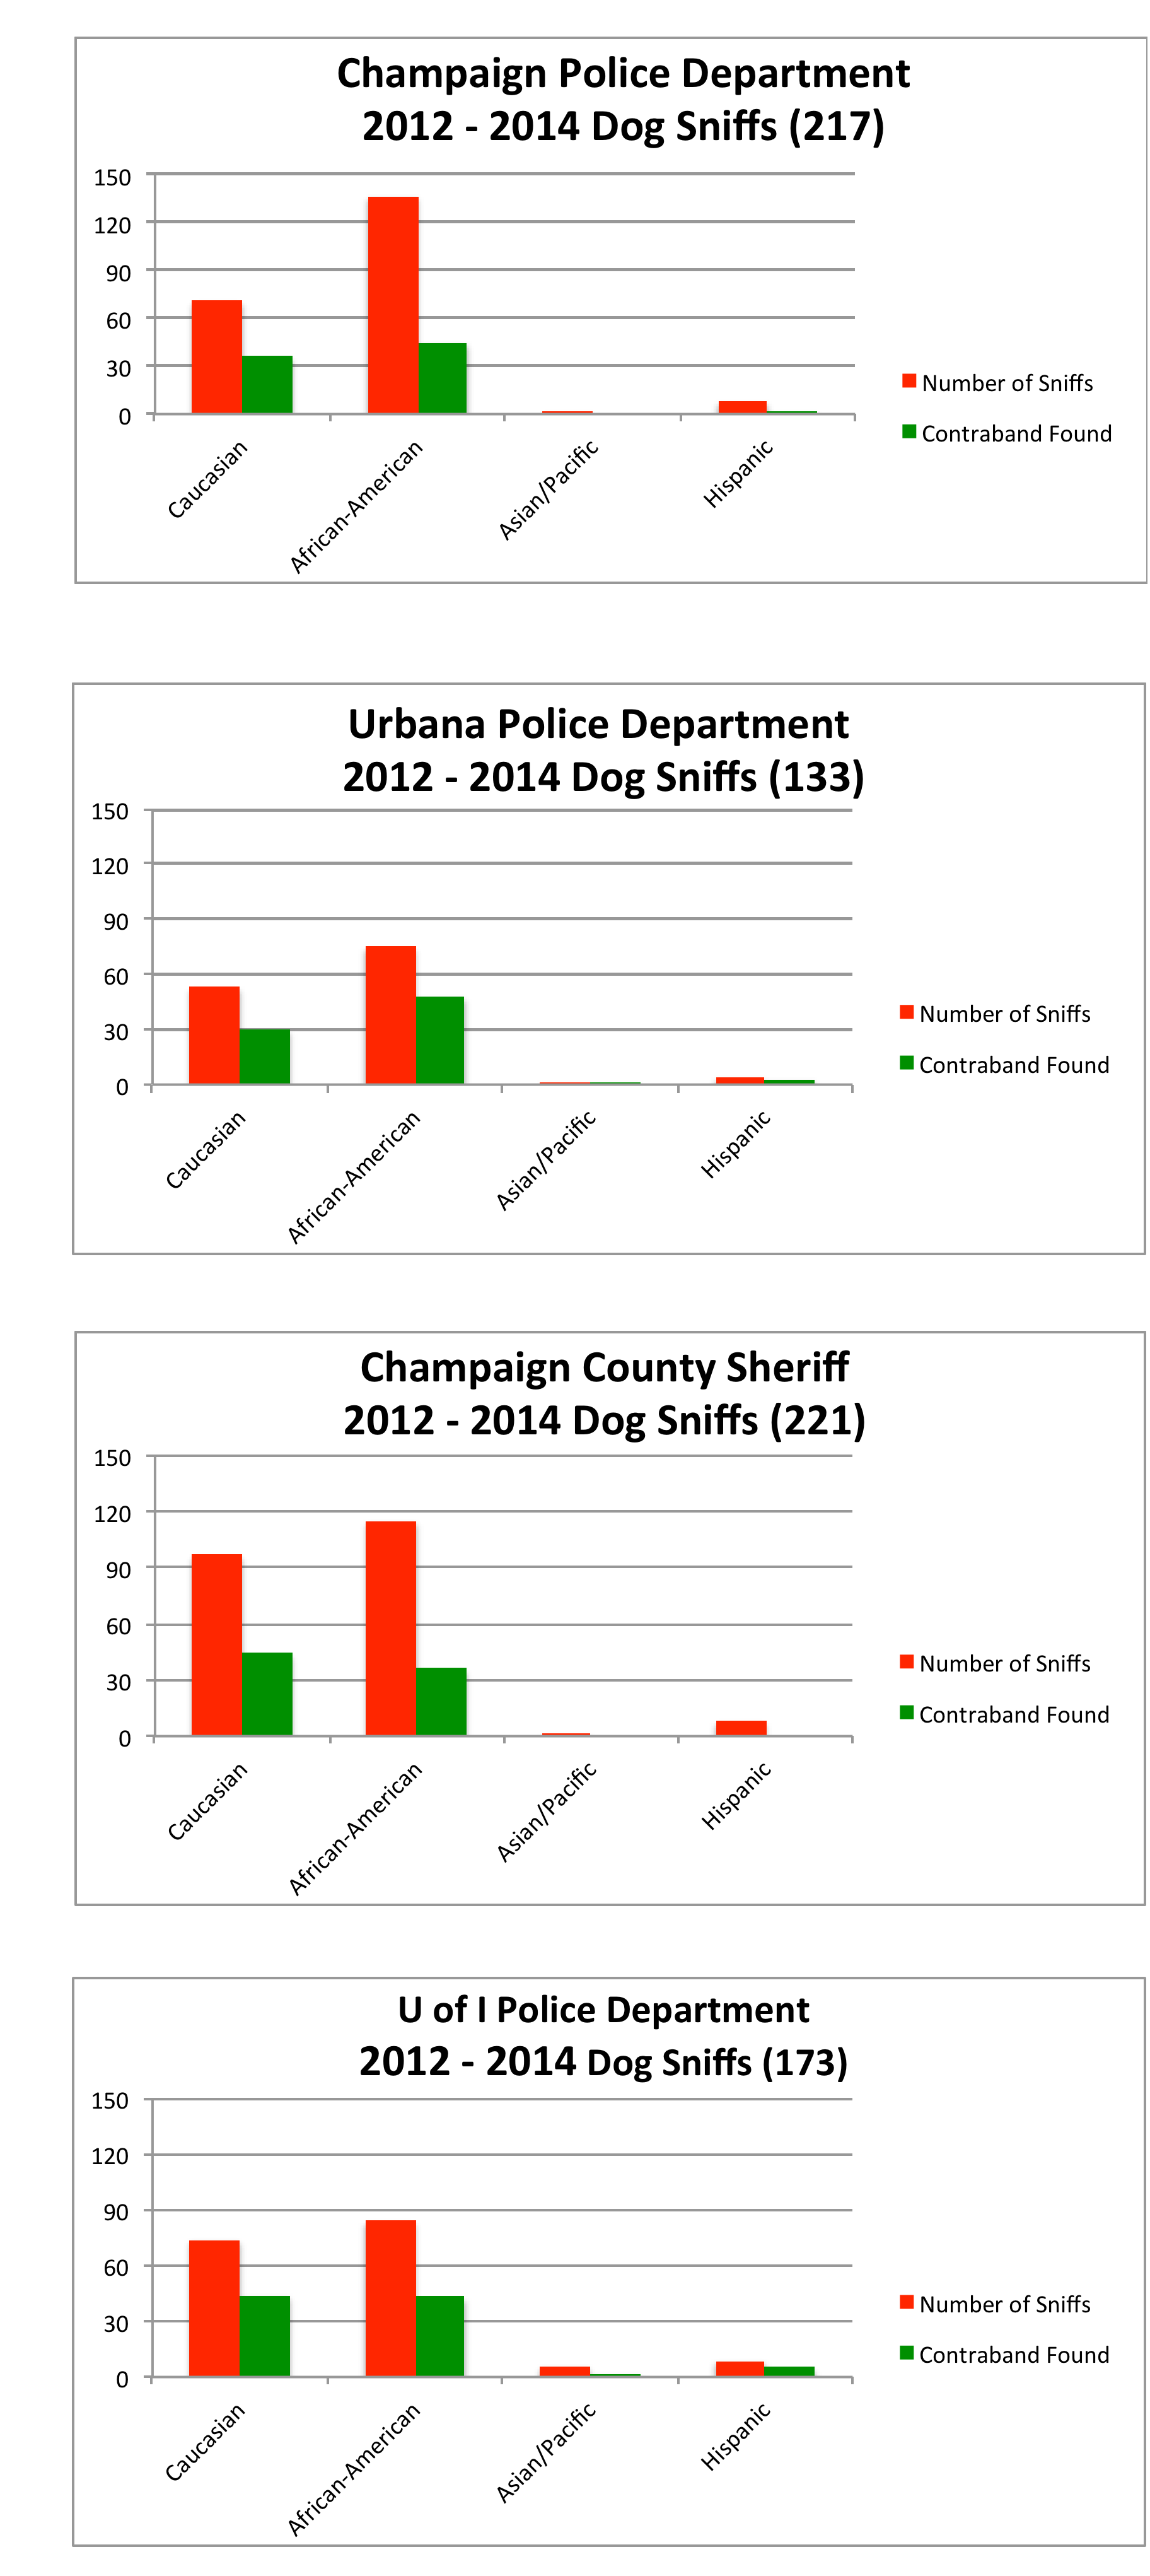 Champaign Police Department
2012 - 2014 Dog Sniffs (217)
150
120
90
60
30
0
Caucasian
African-American
Asian/Pacific
Hispanic
Number of Sniffs
Contraband Found
Urbana Police Department
2012 - 2014 Dog Sniffs (133)
150
120
90
60
30
0
Caucasian
African-American
Asian/Pacific
Hispanic
Number of Sniffs
Contraband Found
Champaign County Sheriff
2012 - 2014 Dog Sniffs (221)
150
120
90
60
30
0
Caucasian
African-American
Asian/Pacific
Hispanic
Number of Sniffs
Contraband Found
U of I Police Department
2012 - 2014 Dog Sniffs (173)
150
120
90
60
30
0
Caucasian
African-American
Asian/Pacific
Hispanic
Number of Sniffs
Contraband Found